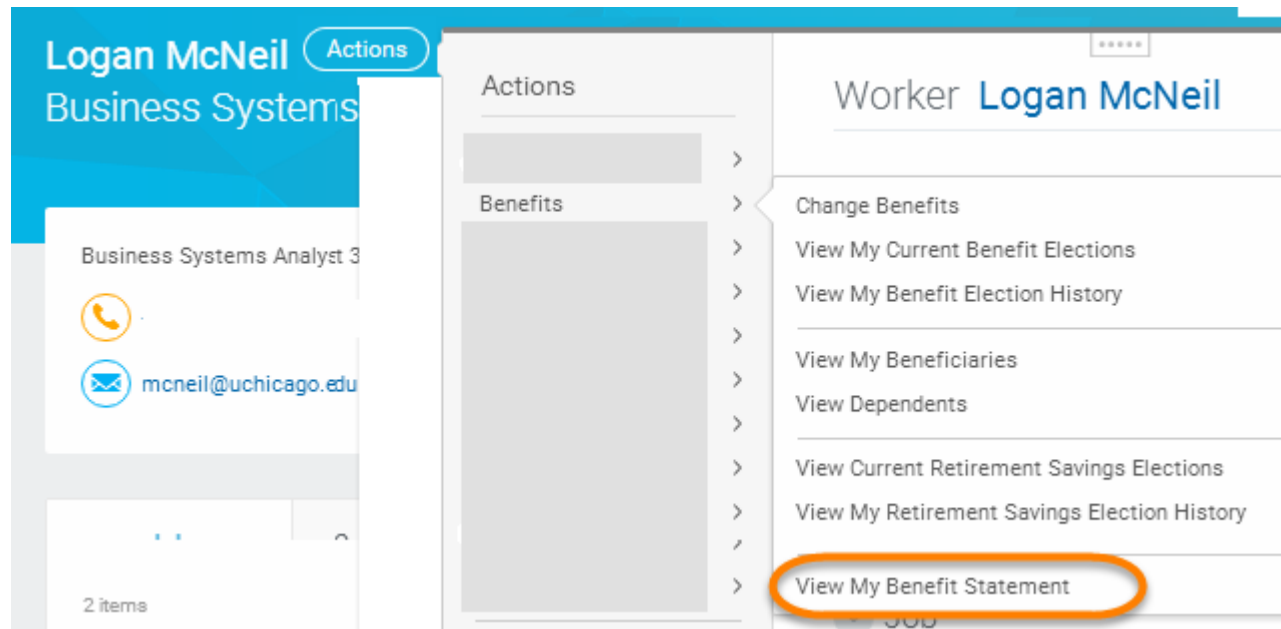 Logan McNeil
Actions
Business Systems
Business Systems Analyst 3
mcneil@uchicago.edu
2 items
Actions
Benefits
Worker Logan McNeil
Change Benefits
View My Current Benefit Elections
View My Benefit Election History
View My Beneficiaries
View Dependents
View Current Retirement Savings Elections
View My Retirement Savings Election History
View My Benefit Statement
Job